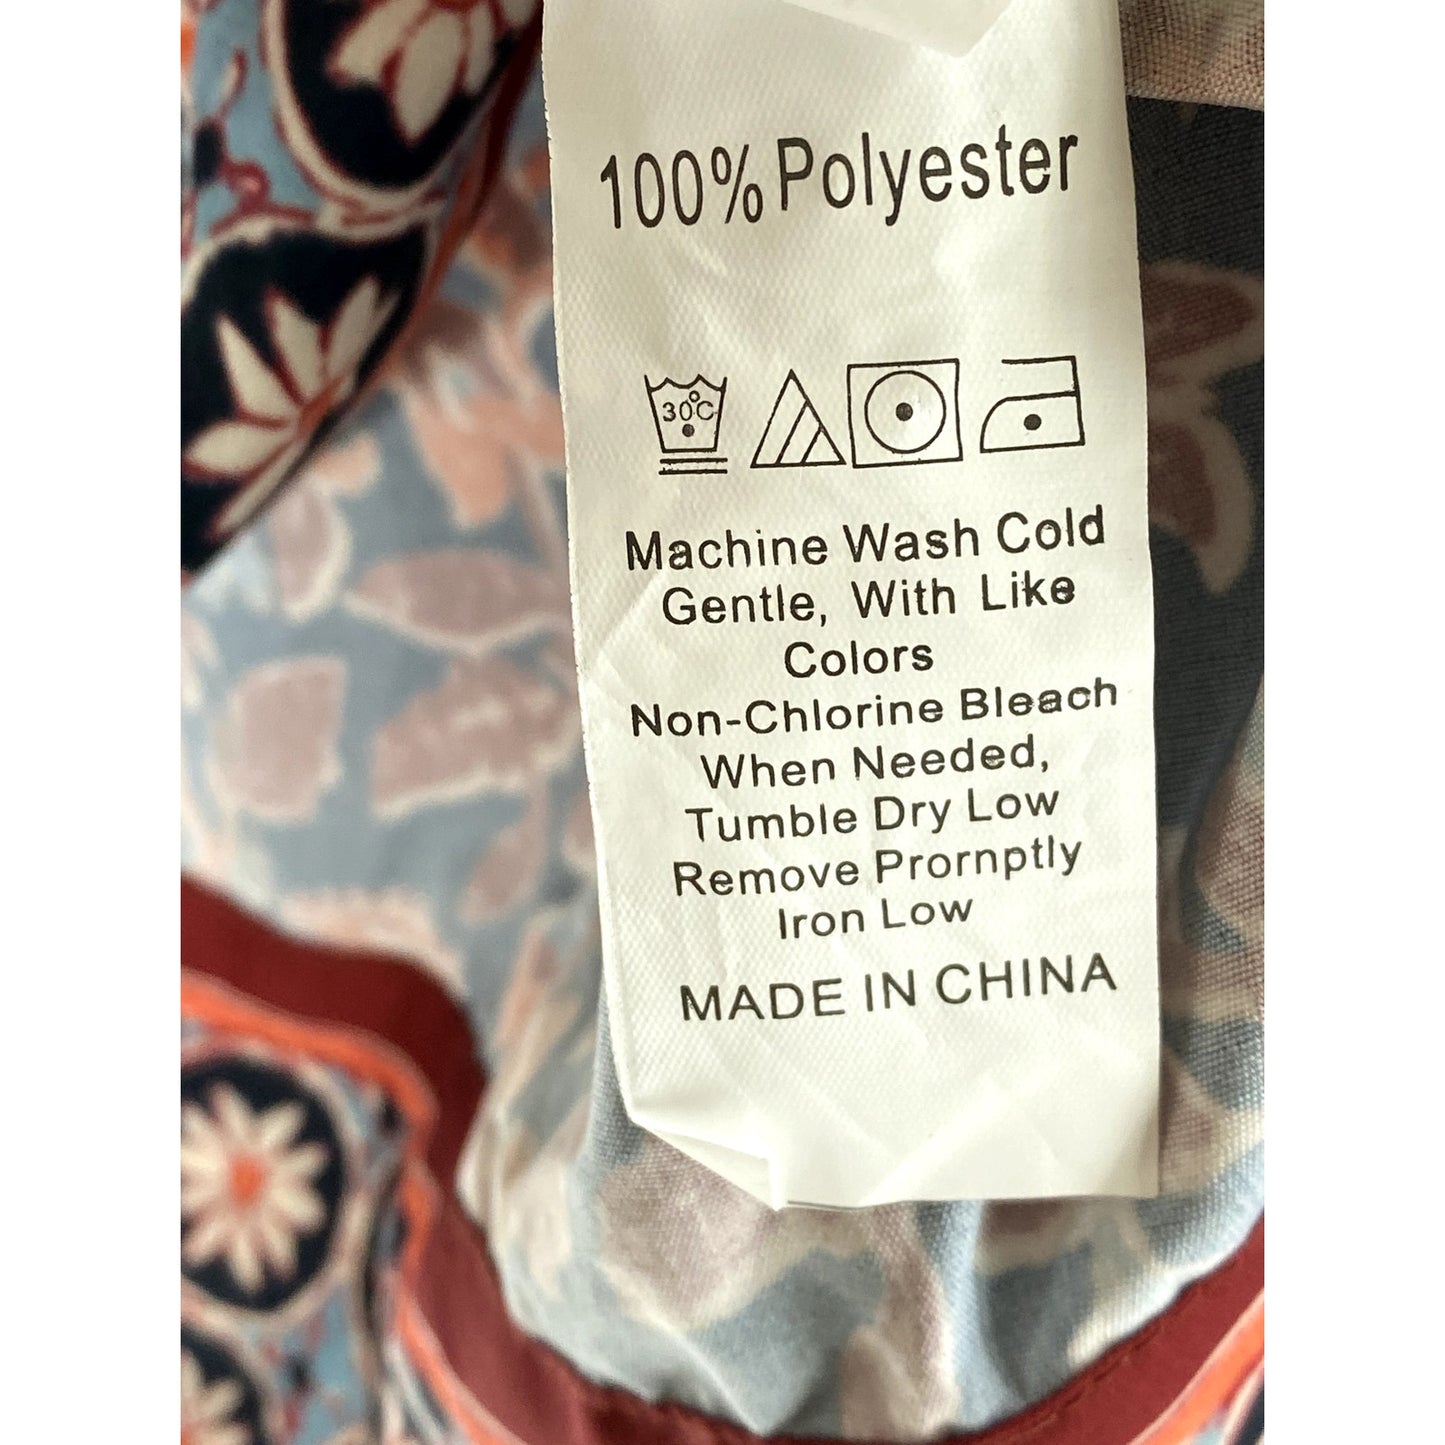 100% Polyester
30°C
Machine Wash Cold
Gentle, With Like
Colors
Non-Chlorine Bleach
When Needed,
Tumble Dry Low
Remove Prornptly
Iron Low
MADE IN CHINA